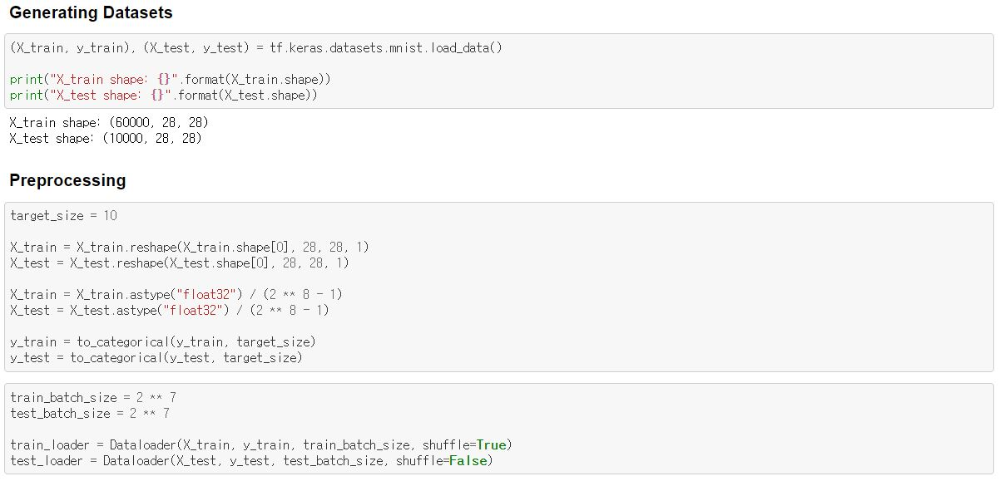 Generating Datasets
(X_train, y_train), (X_test, y_test) = tf.keras.datasets.mnist.load_data()
print("X_train shape: {}".format(X_train.shape))
print("X_test shape: {}".format(X_test.shape))
X_train shape: (60000, 28, 28)
X_test shape: (10000, 28, 28)
Preprocessing
target_size = 10
X_train = X_train.reshape(X_train.shape[0], 28, 28, 1)
X_test = X_test.reshape(X_test.shape[0], 28, 28, 1)
X_train = X_train.astype("float32") / (2 ** 8 - 1)
X_test = X_test.astype("float32") / (2 ** 8 - 1)
y_train = to_categorical(y_train, target_size)
y_test = to_categorical(y_test, target_size)
train_batch_size = 2 ** 7
test_batch_size = 2 ** 7
train_loader = Dataloader(X_train, y_train, train_batch_size, shuffle=True)
test_loader = Dataloader(X_test, y_test, test_batch_size, shuffle=False)